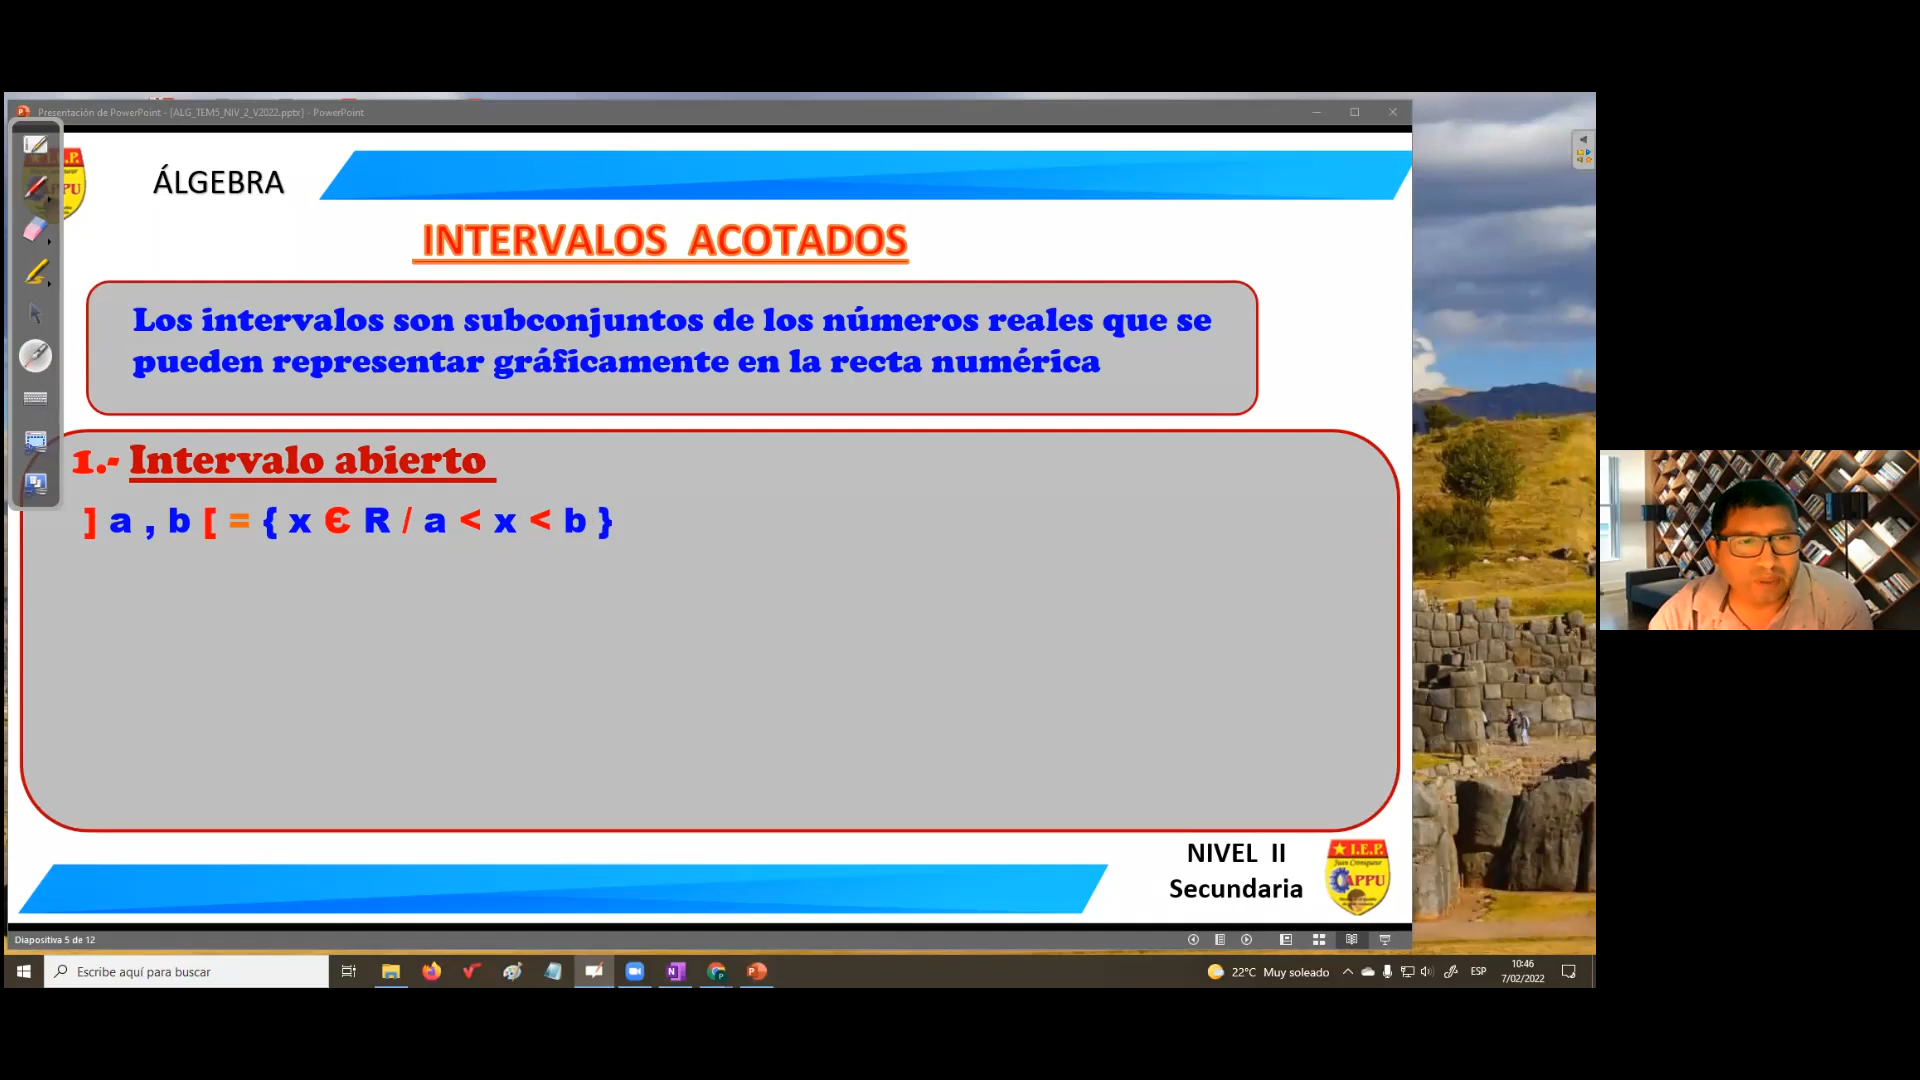 Presentación de PowerPoint - [ALG_TEM5_NIV_2_V2022.pptx] - PowerPoint
ÁLGEBRA
INTERVALOS ACOTADOS
Los intervalos son subconjuntos de los números reales que se
pueden representar gráficamente en la recta numérica
1.- Intervalo abierto
] a , b [ = { x Є R / a < x < b }
NIVEL II
Secundaria
I.E.P.
APPU
Diapositiva 5 de 12
Escribe aquí para buscar
22°C Muy soleado
ESP
10:46
7/02/2022